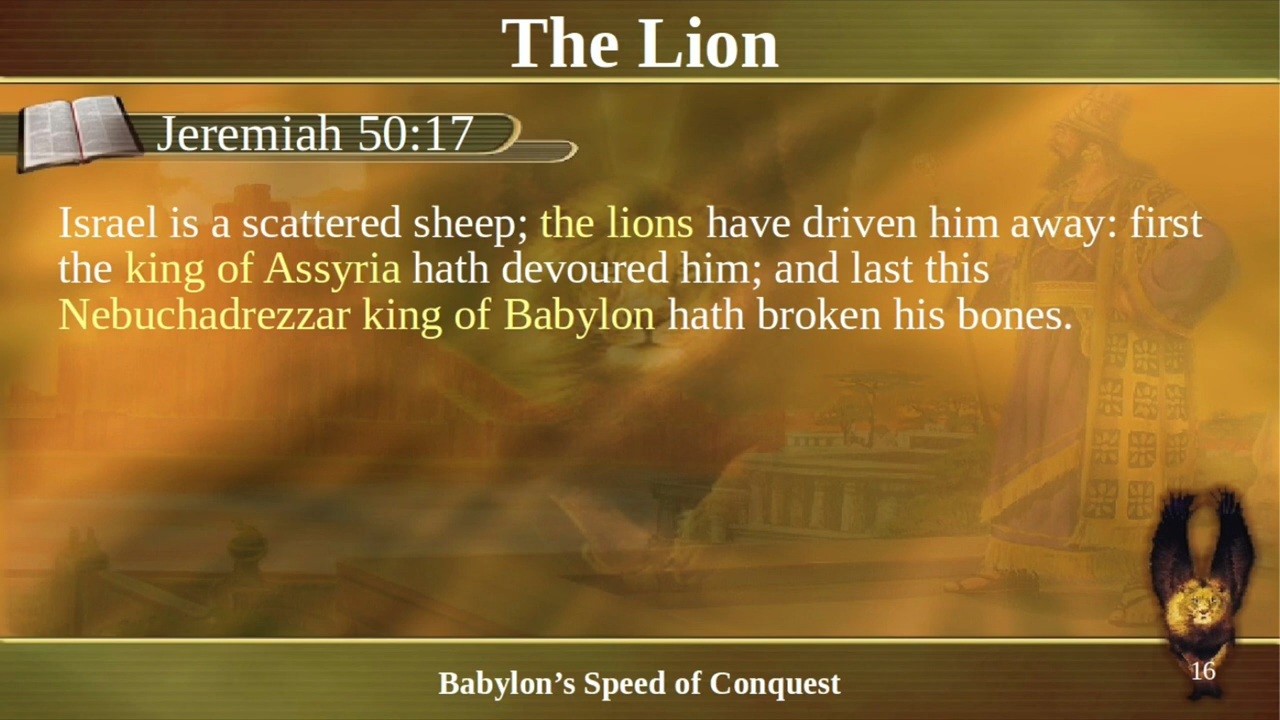 The Lion
Jeremiah 50:17
Israel is a scattered sheep; the lions have driven him away: first
the king of Assyria hath devoured him; and last this
Nebuchadrezzar king of Babylon hath broken his bones.
Babylon’s Speed of Conquest
16